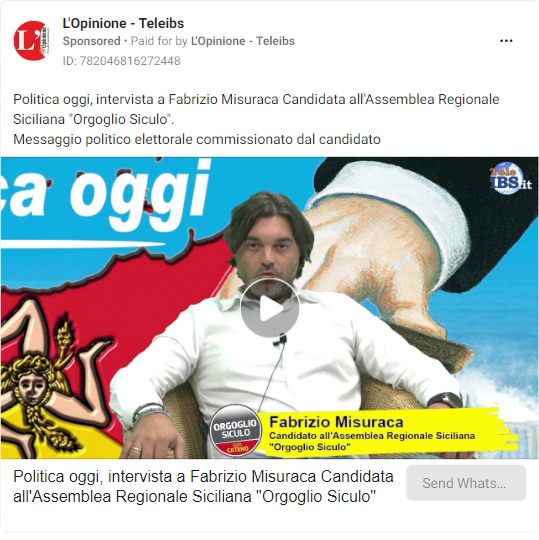 L'Opinione - Teleibs
Sponsored • Paid for by L'Opinione - Teleibs
ID: 782046816272448
Politica oggi, intervista a Fabrizio Misuraca Candidata all'Assemblea Regionale
Siciliana "Orgoglio Siculo".
Messaggio politico elettorale commissionato dal candidato
ca oggi
Tele
IBS.it
ORGOGLIO
SICULO
CON CATENO
Fabrizio Misuraca
Candidato all'Assemblea Regionale Siciliana
"Orgoglio Siculo"
Politica oggi, intervista a Fabrizio Misuraca Candidata
all'Assemblea Regionale Siciliana "Orgoglio Siculo"
Send Whats...